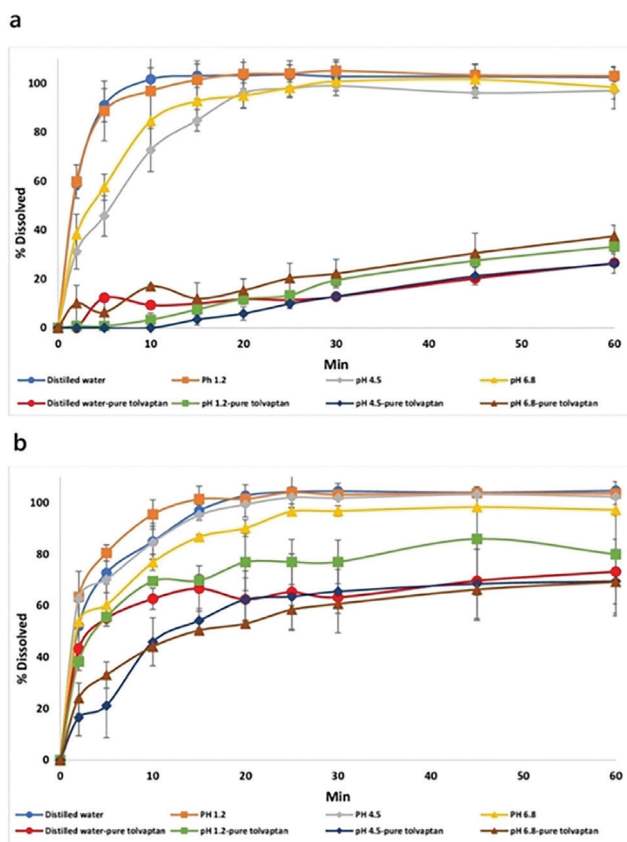 a
100
80
60
40
20
0
% Dissolved
0 10 20 30 40 50 60
Min
Distilled water Ph 1.2 pH 4.5 pH 6.8
Distilled water-pure tolvaptan pH 1.2-pure tolvaptan pH 4.5-pure tolvaptan pH 6.8-pure tolvaptan
b
100
80
60
40
20
0
% Dissolved
0 10 20 30 40 50 60
Min
Distilled water PH 1.2 PH 4.5 PH 6.8
Distilled water-pure tolvaptan pH 1.2-pure tolvaptan pH 4.5-pure tolvaptan pH 6.8-pure tolvaptan